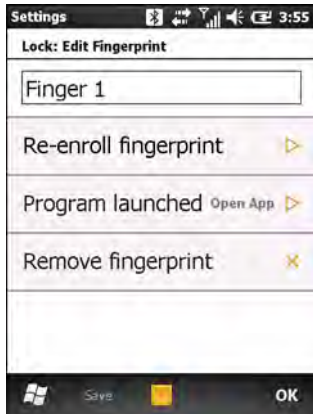 Settings 3:55
Lock: Edit Fingerprint
Finger 1
Re-enroll fingerprint
Program launched Open App
Remove fingerprint
Save OK